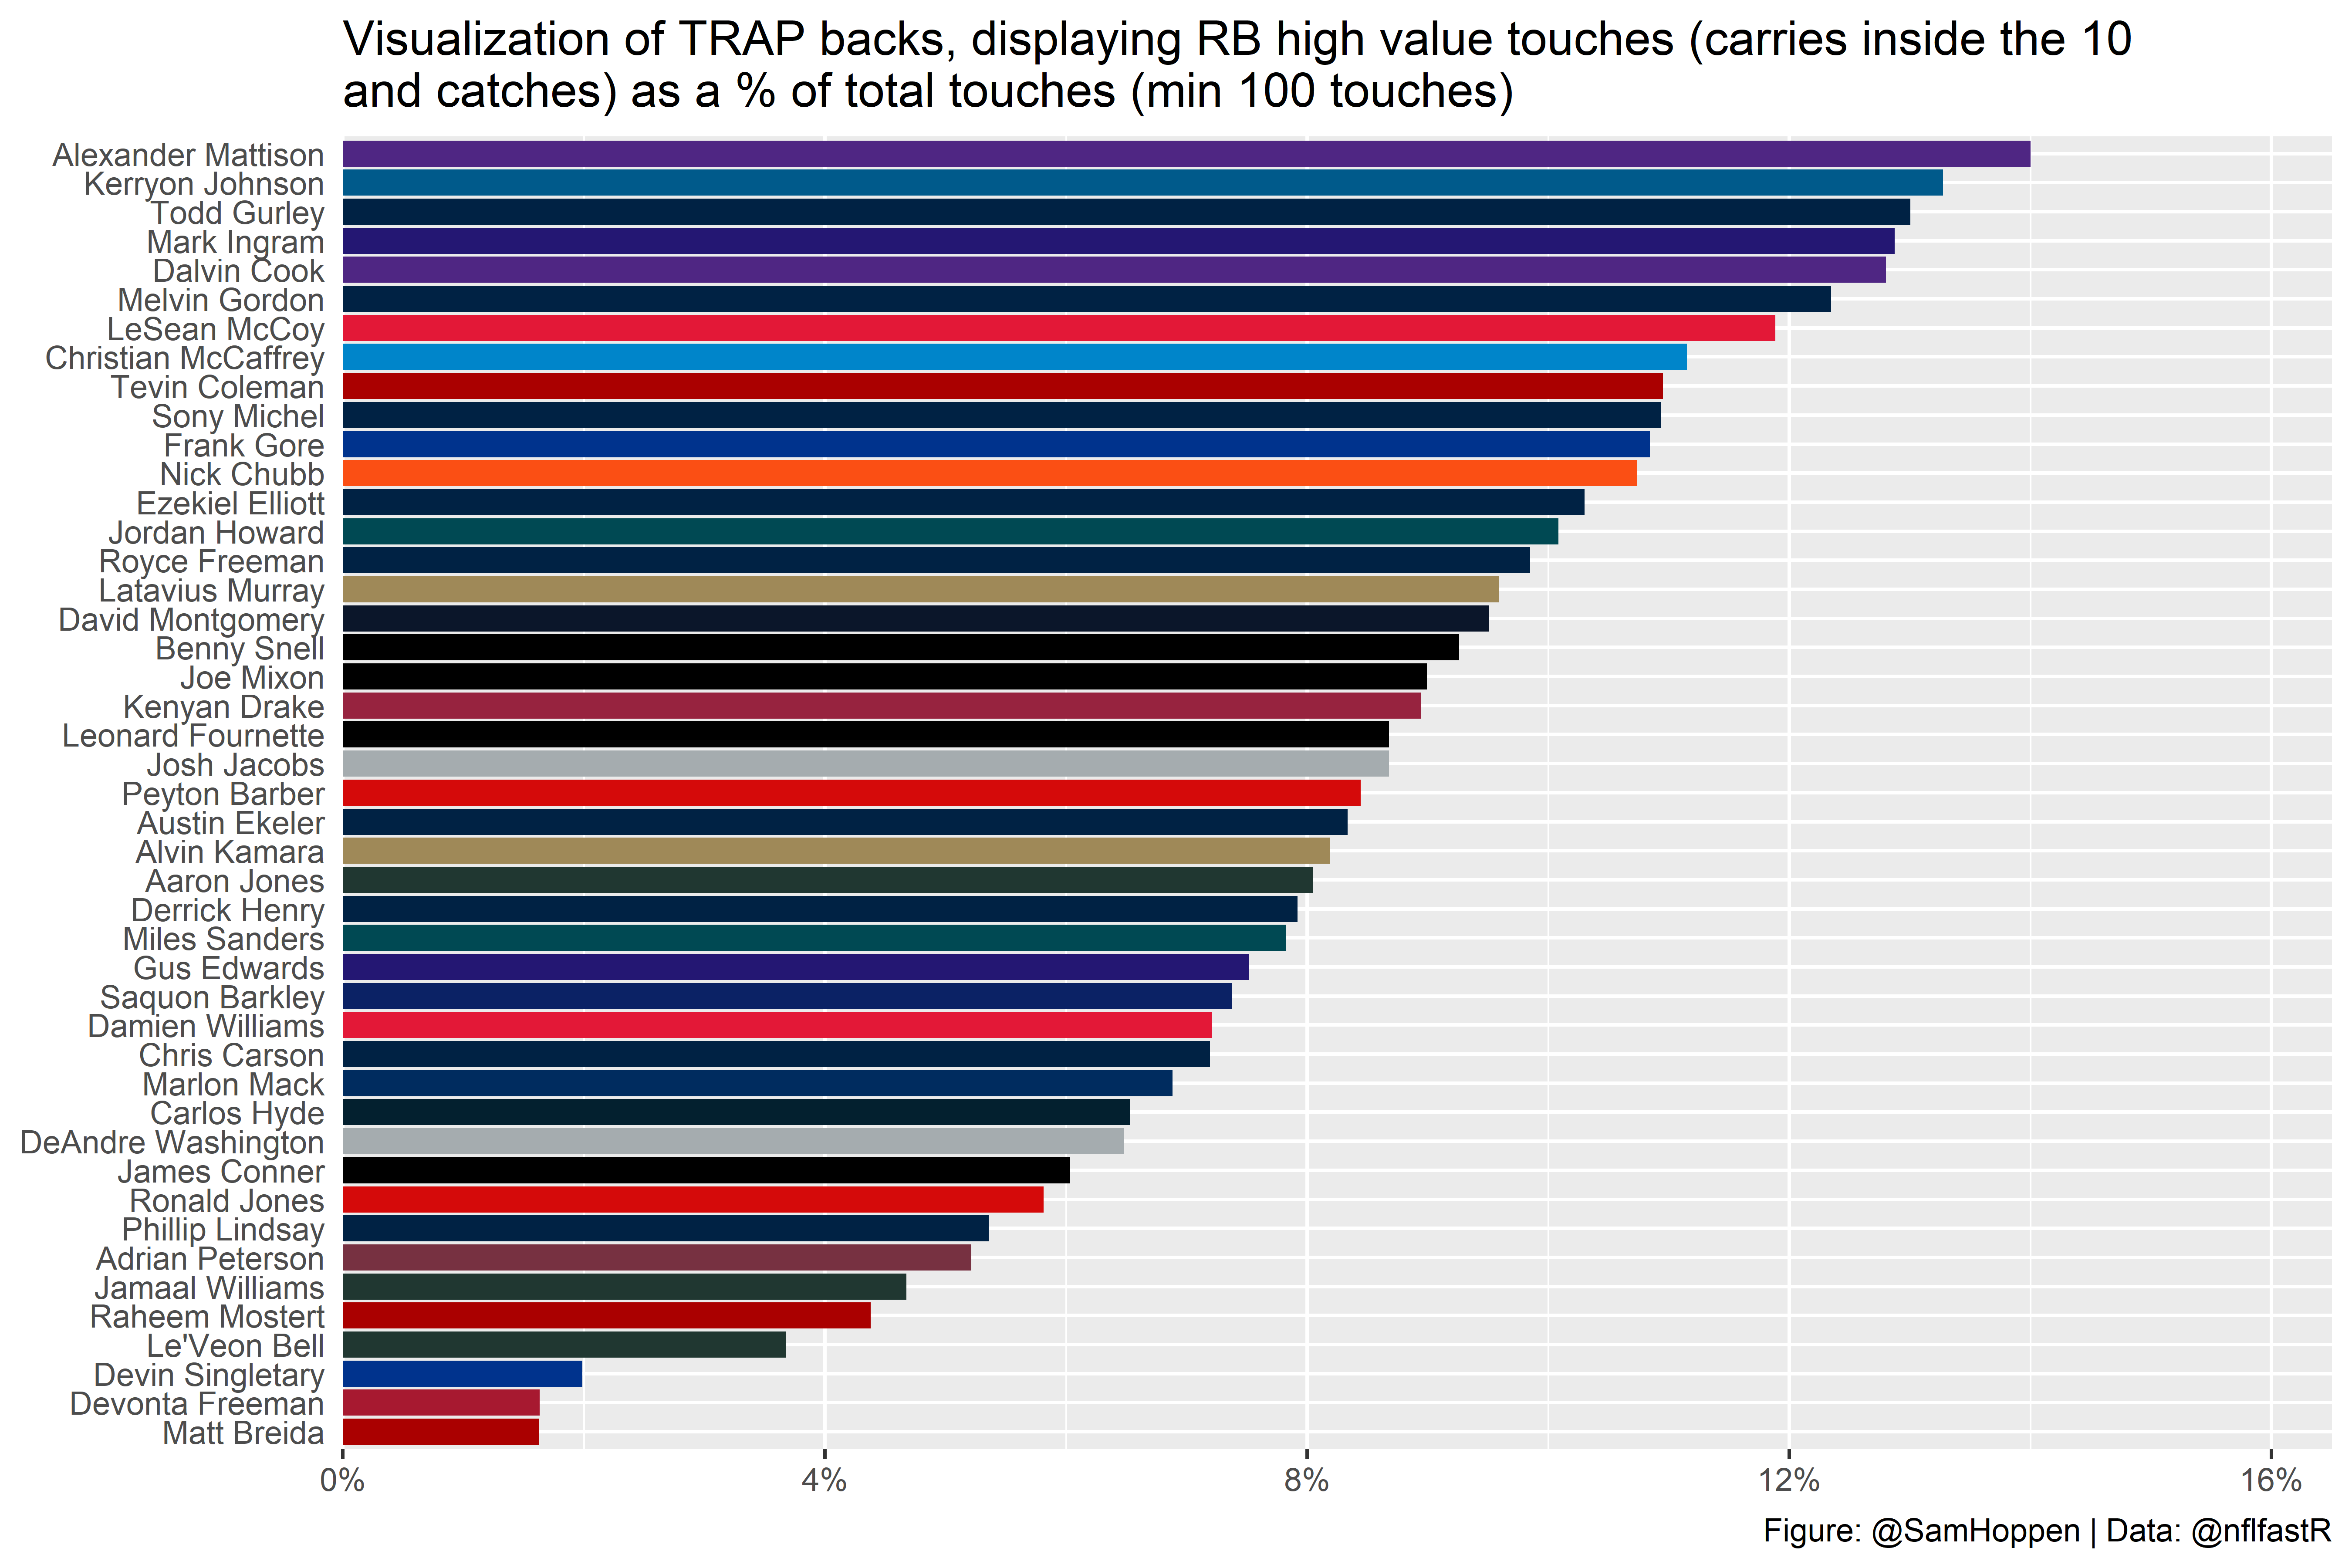 Visualization of TRAP backs, displaying RB high value touches (carries inside the 10
and catches) as a % of total touches (min 100 touches)
Alexander Mattison
Kerryon Johnson
Todd Gurley
Mark Ingram
Dalvin Cook
Melvin Gordon
LeSean McCoy
Christian McCaffrey
Tevin Coleman
Sony Michel
Frank Gore
Nick Chubb
Ezekiel Elliott
Jordan Howard
Royce Freeman
Latavius Murray
David Montgomery
Benny Snell
Joe Mixon
Kenyan Drake
Leonard Fournette
Josh Jacobs
Peyton Barber
Austin Ekeler
Alvin Kamara
Aaron Jones
Derrick Henry
Miles Sanders
Gus Edwards
Saquon Barkley
Damien Williams
Chris Carson
Marlon Mack
Carlos Hyde
DeAndre Washington
James Conner
Ronald Jones
Phillip Lindsay
Adrian Peterson
Jamaal Williams
Raheem Mostert
Le'Veon Bell
Devin Singletary
Devonta Freeman
Matt Breida
0% 4% 8% 12% 16%
Figure: @SamHoppen | Data: @nflfastR